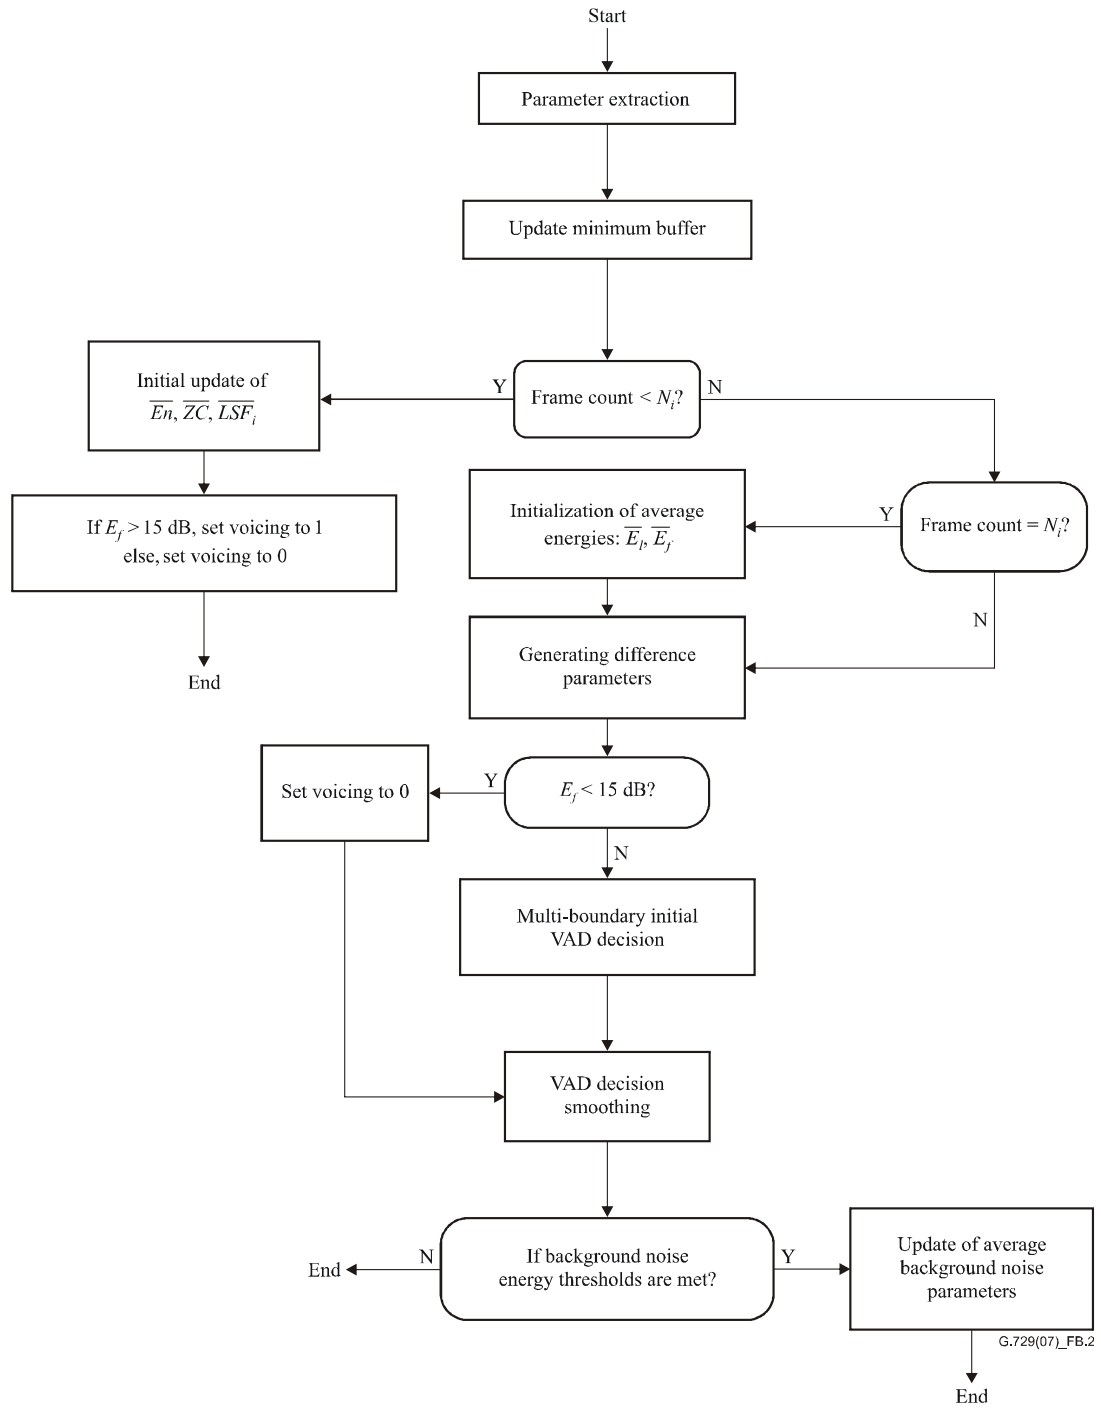 Start
Parameter extraction
Update minimum buffer
Initial update of
En, ZC, LSFi
Y
Frame count < Ni?
N
If Ef > 15 dB, set voicing to 1
else, set voicing to 0
End
Initialization of average
energies: El, Ef
Y
Frame count = Ni?
N
Generating difference
parameters
Set voicing to 0
Y
Ef < 15 dB?
N
Multi-boundary initial
VAD decision
VAD decision
smoothing
End
N
If background noise
energy thresholds are met?
Y
Update of average
background noise
parameters
G.729(07)_FB.2
End